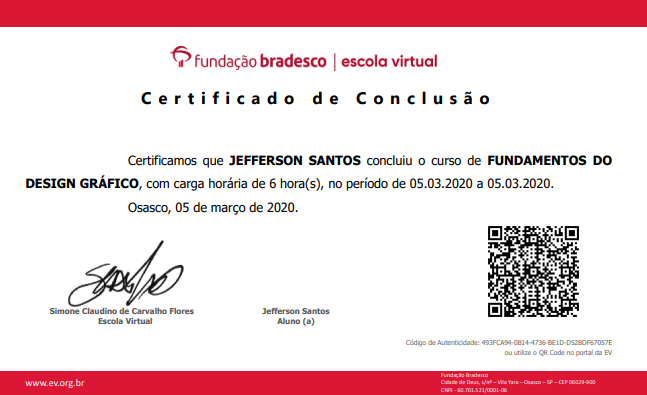 fundação bradesco | escola virtual
Certificado de Conclusão
Certificamos que JEFFERSON SANTOS concluiu o curso de FUNDAMENTOS DO
DESIGN GRÁFICO, com carga horária de 6 hora(s), no período de 05.03.2020 a 05.03.2020.
Osasco, 05 de março de 2020.
Simone Claudino de Carvalho Flores
Escola Virtual
Jefferson Santos
Aluno (a)
Código de Autenticidade: 493FCA94-0B14-4736-BE1D-D52BDF67057E
ou utilize o QR Code no portal da EV
www.ev.org.br
Fundação Bradesco
Cidade de Deus, s/nº – Vila Yara – Osasco – SP – CEP 06029-900
CNPJ - 60.701.521/0001-06